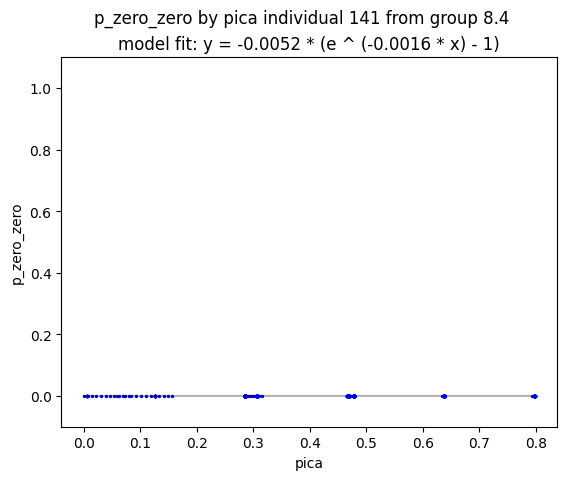 p_zero_zero by pica individual 141 from group 8.4
model fit: y = -0.0052 * (e ^ (-0.0016 * x) - 1)
1.0
0.8
0.6
0.4
0.2
0.0
p_zero_zero
0.0 0.1 0.2 0.3 0.4 0.5 0.6 0.7 0.8
pica